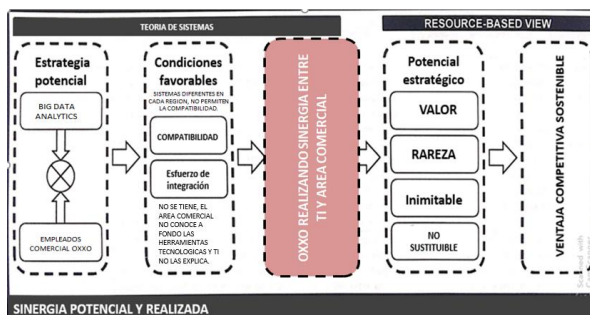 TEORIA DE SISTEMAS
RESOURCE-BASED VIEW
Estrategia
potencial
BIG DATA
ANALYTICS
EMPLEADOS
COMERCIAL OXXO
Condiciones
favorables
SISTEMAS DIFERENTES EN
CADA REGION, NO PERMITEN
LA COMPATIBILIDAD.
COMPATIBILIDAD
Esfuerzo de
integración
NO SE TIENE, EL
AREA COMERCIAL
NO CONOCE A
FONDO LAS
HERRAMIENTAS
TECNOLOGICAS Y TI
NO LAS EXPLICA.
OXXO REALIZANDO SINERGIA ENTRE
TI Y AREA COMERCIAL
Potencial
estratégico
VALOR
RAREZA
Inimitable
NO
SUSTITUIBLE
VENTAJA COMPETITIVA SOSTENIBLE
Scanned with
SINERGIA POTENCIAL Y REALIZADA